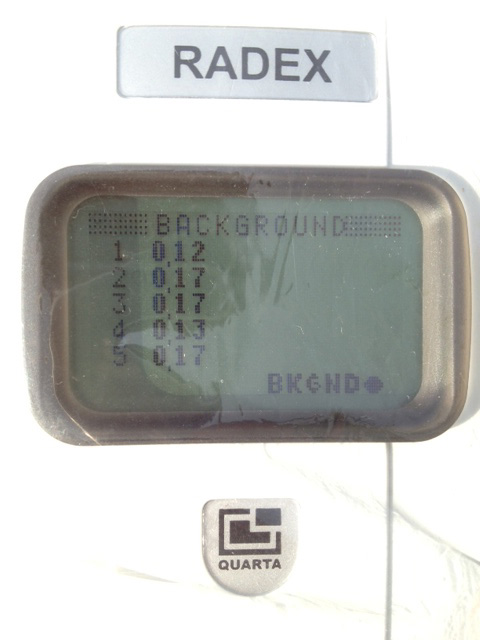 RADEX
BACKGROUND
1 0,12
2 0,17
3 0,17
4 0,13
5 0,17
BKGND
QUARTA